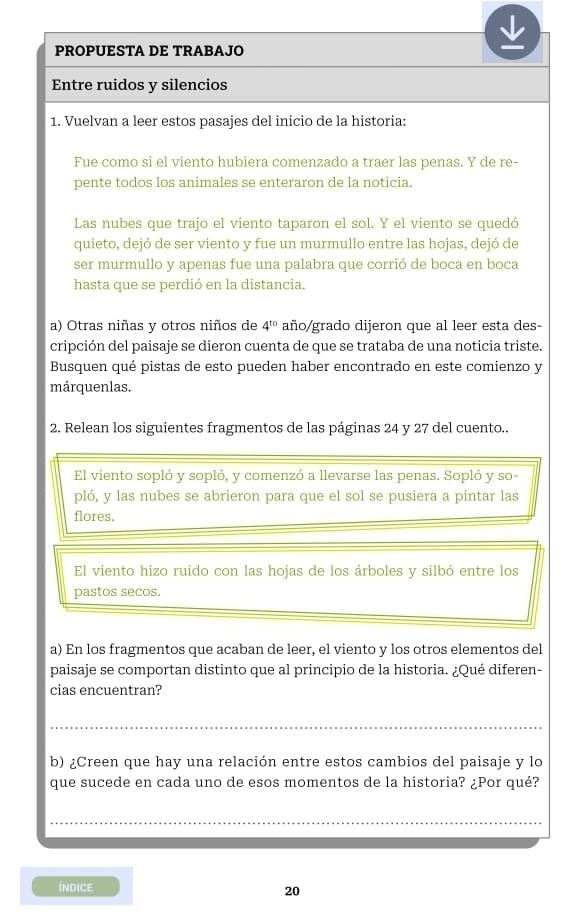 PROPUESTA DE TRABAJO
Entre ruidos y silencios
1. Vuelvan a leer estos pasajes del inicio de la historia:
Fue como si el viento hubiera comenzado a traer las penas. Y de re-
pente todos los animales se enteraron de la noticia.
Las nubes que trajo el viento taparon el sol. Y el viento se quedó
quieto, dejó de ser viento y fue un murmullo entre las hojas, dejó de
ser murmullo y apenas fue una palabra que corrió de boca en boca
hasta que se perdió en la distancia.
a) Otras niñas y otros niños de 4ᵗᵒ año/grado dijeron que al leer esta des-
cripción del paisaje se dieron cuenta de que se trataba de una noticia triste.
Busquen qué pistas de esto pueden haber encontrado en este comienzo y
márquenlas.
2. Relean los siguientes fragmentos de las páginas 24 y 27 del cuento..
El viento sopló y sopló, y comenzó a llevarse las penas. Sopló y so-
pló, y las nubes se abrieron para que el sol se pusiera a pintar las
flores.
El viento hizo ruido con las hojas de los árboles y silbó entre los
pastos secos.
a) En los fragmentos que acaban de leer, el viento y los otros elementos del
paisaje se comportan distinto que al principio de la historia. ¿Qué diferen-
cias encuentran?
b) ¿Creen que hay una relación entre estos cambios del paisaje y lo
que sucede en cada uno de esos momentos de la historia? ¿Por qué?
ÍNDICE
20